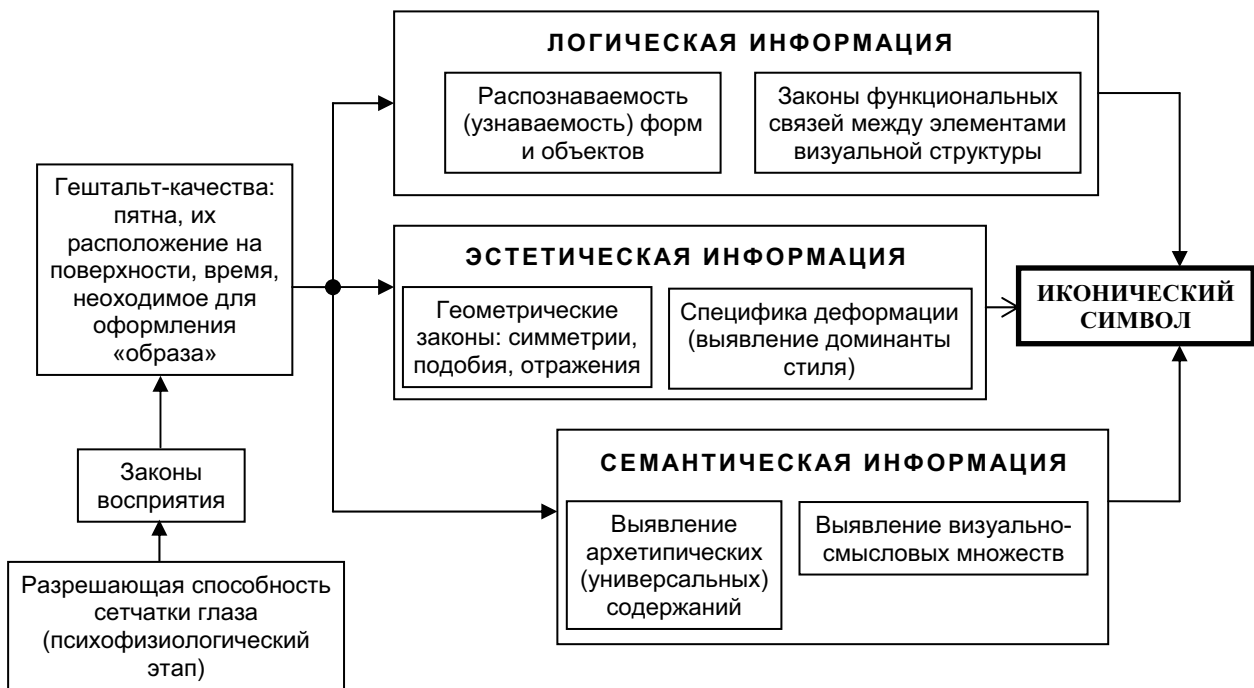 ЛОГИЧЕСКАЯ ИНФОРМАЦИЯ
Распознаваемость
(узнаваемость) форм
и объектов
Законы функциональных
связей между элементами
визуальной структуры
Гештальт-качества:
пятна, их
расположение на
поверхности, время,
неоходимое для
оформления
«образа»
ЭСТЕТИЧЕСКАЯ ИНФОРМАЦИЯ
Геометрические
законы: симметрии,
подобия, отражения
Специфика деформации
(выявление доминанты
стиля)
ИКОНИЧЕСКИЙ
СИМВОЛ
СЕМАНТИЧЕСКАЯ ИНФОРМАЦИЯ
Выявление
архетипических
(универсальных)
содержаний
Выявление визуально-
смысловых множеств
Законы
восприятия
Разрешающая способность
сетчатки глаза
(психофизиологический
этап)